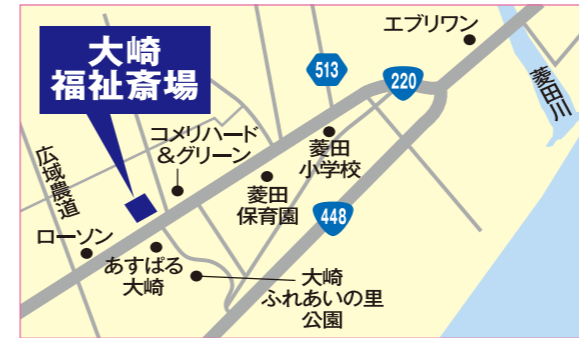 大崎
福祉斎場
エブリワン
513
220
菱田川
広域農道
コメリハード
&グリーン
菱田
小学校
菱田
保育園
448
ローソン
あすぱる
大崎
大崎
ふれあいの里
公園